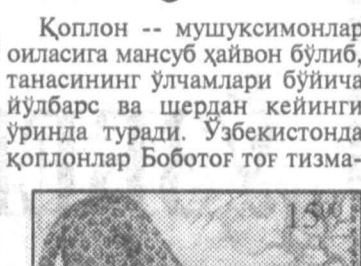 Қоплон -- мушуксимонлар
оиласига мансуб ҳайвон бўлиб,
танасининг ўлчамлари бўйича
йўлбарс ва шердан кейинги
ўринда туради. Ўзбекистонда
қоплонлар Боботоғ тоғ тизма-
15⁰⁰